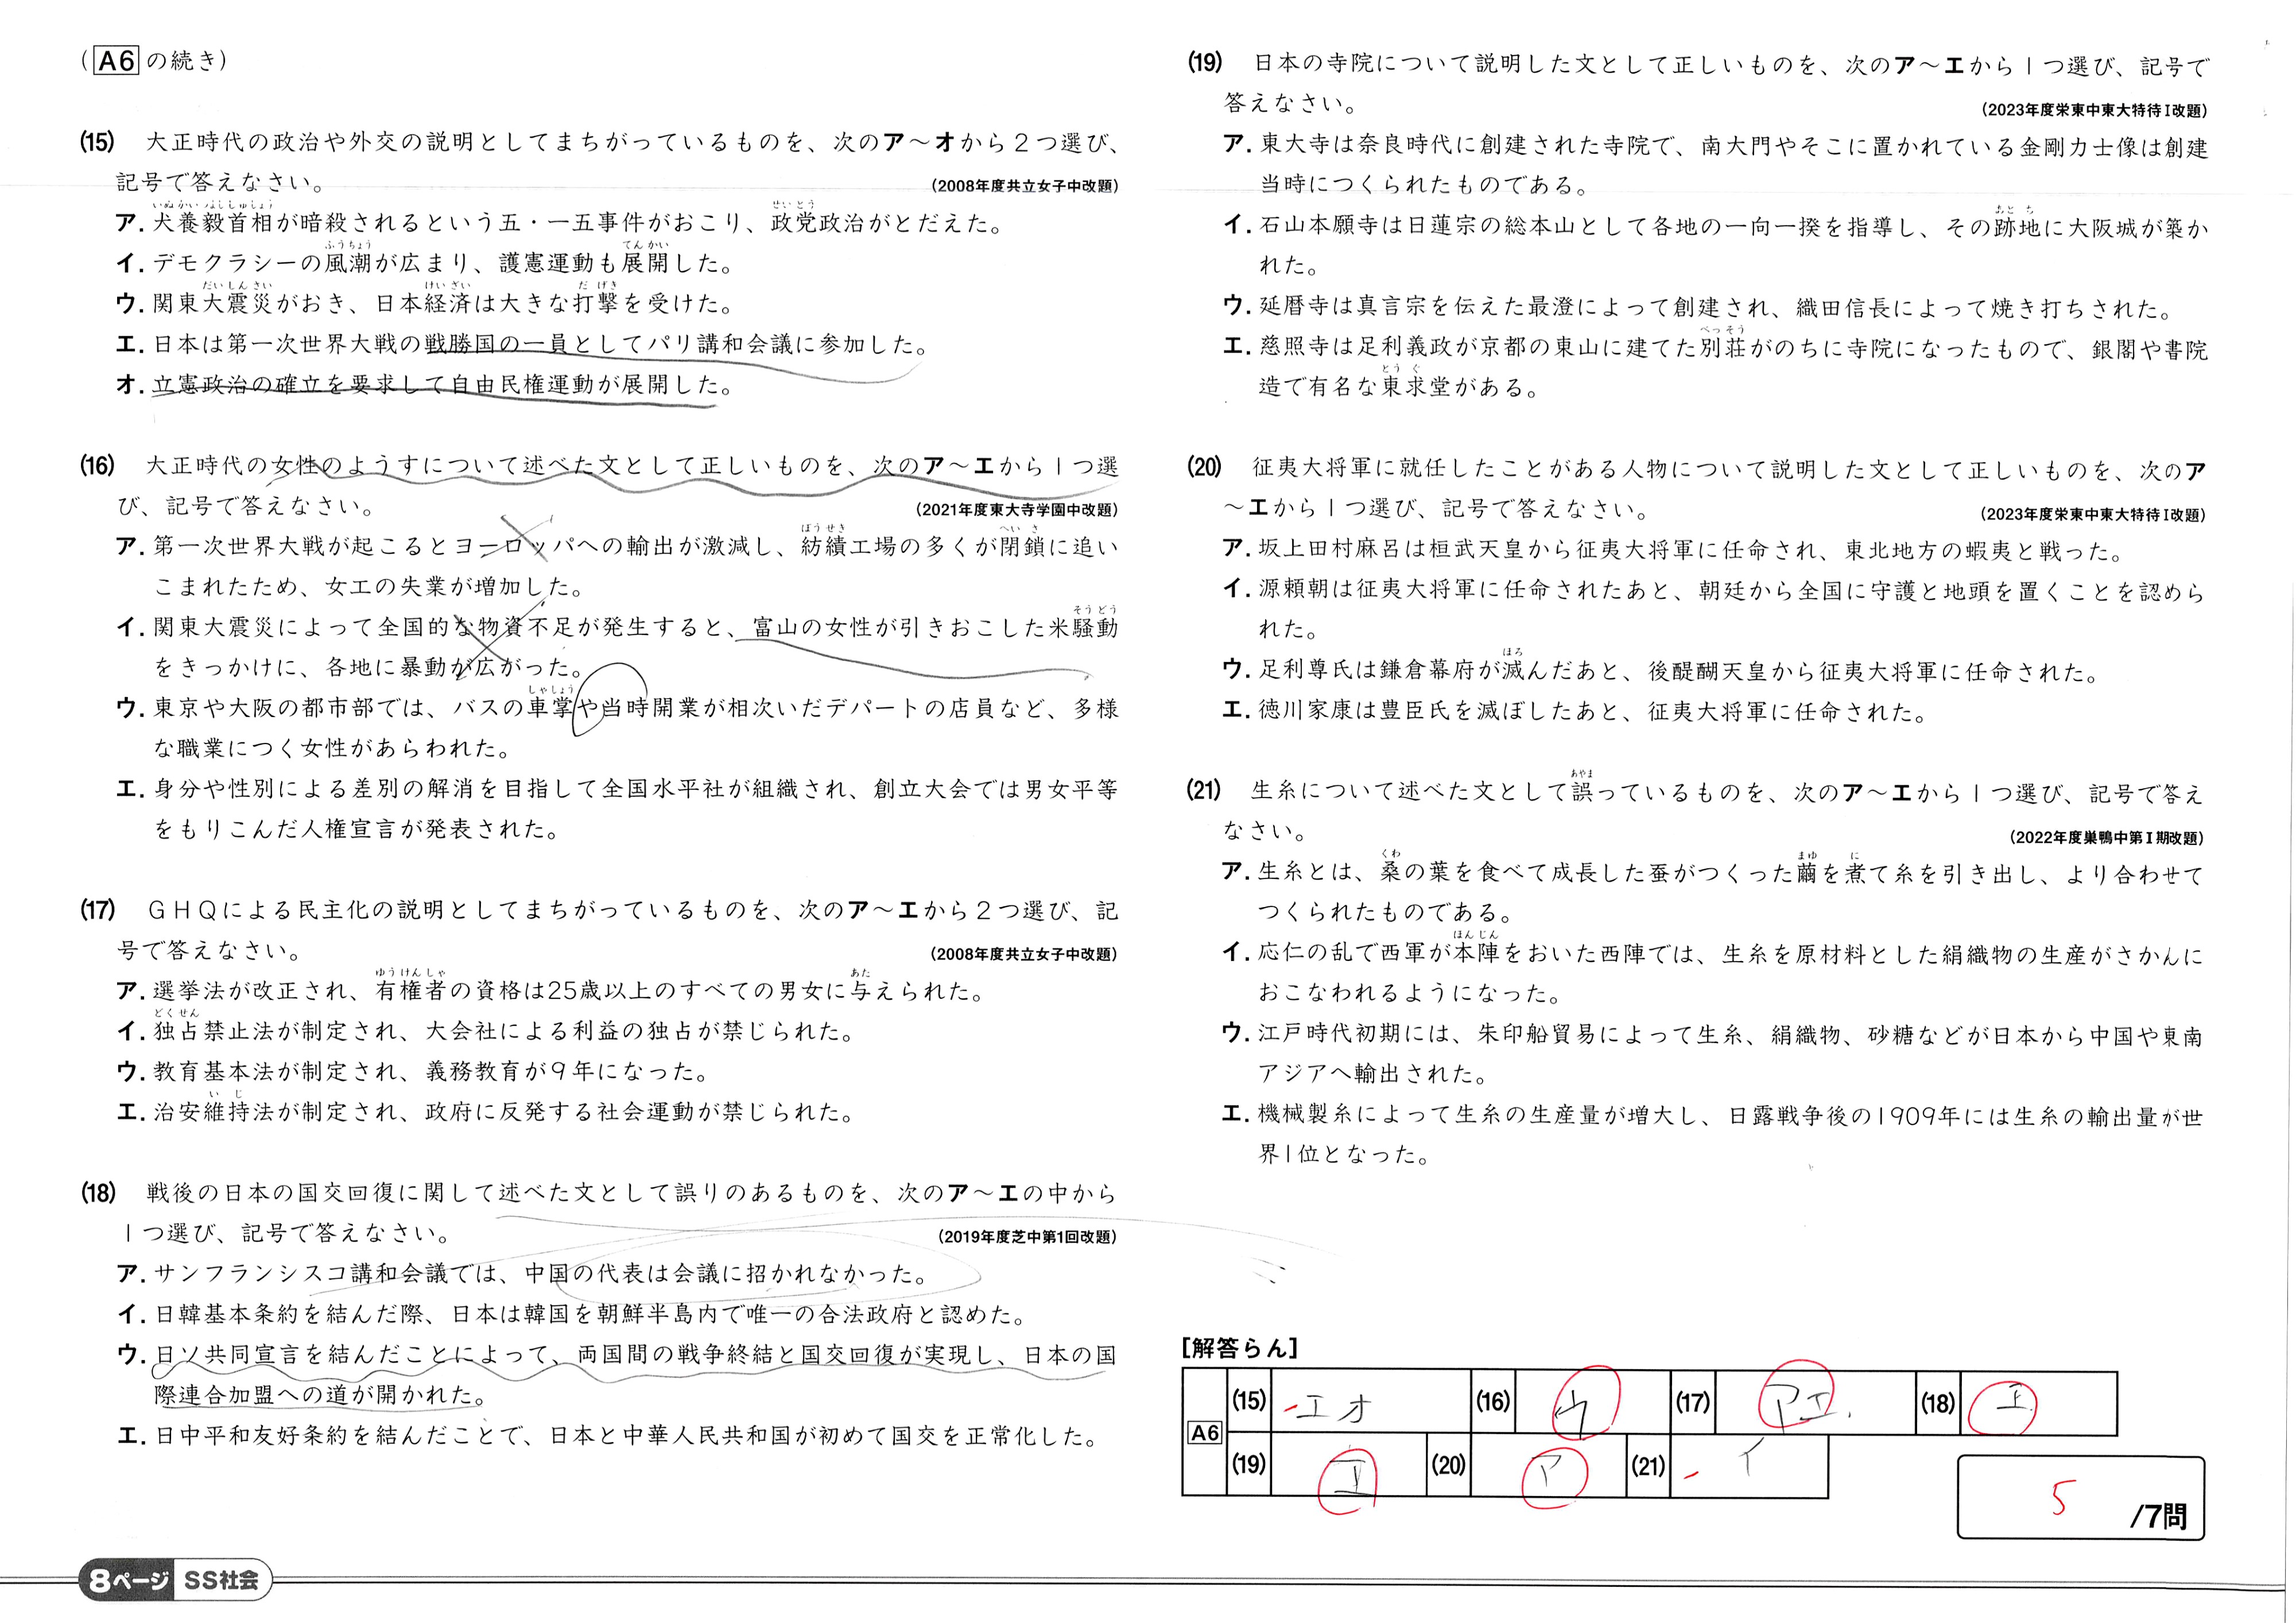 （A6の続き）
(15)　大正時代の政治や外交の説明としてまちがっているものを、次のア～オから２つ選び、
記号で答えなさい。　（2008年度共立女子中改題）
ア．犬養毅首相が暗殺されるという五・一五事件がおこり、政党政治がとだえた。
イ．デモクラシーの風潮が広まり、護憲運動も展開した。
ウ．関東大震災がおき、日本経済は大きな打撃を受けた。
エ．日本は第一次世界大戦の戦勝国の一員としてパリ講和会議に参加した。
オ．立憲政治の確立を要求して自由民権運動が展開した。
(16)　大正時代の女性のようすについて述べた文として正しいものを、次のア～エから１つ選
び、記号で答えなさい。　（2021年度東大寺学園中改題）
ア．第一次世界大戦が起こるとヨーロッパへの輸出が激減し、紡績工場の多くが閉鎖に追い
こまれたため、女工の失業が増加した。
イ．関東大震災によって全国的な物資不足が発生すると、富山の女性が引きおこした米騒動
をきっかけに、各地に暴動が広がった。
ウ．東京や大阪の都市部では、バスの車掌や当時開業が相次いだデパートの店員など、多様
な職業につく女性があらわれた。
エ．身分や性別による差別の解消を目指して全国水平社が組織され、創立大会では男女平等
をもりこんだ人権宣言が発表された。
(17)　ＧＨＱによる民主化の説明としてまちがっているものを、次のア～エから２つ選び、記
号で答えなさい。　（2008年度共立女子中改題）
ア．選挙法が改正され、有権者の資格は25歳以上のすべての男女に与えられた。
イ．独占禁止法が制定され、大会社による利益の独占が禁じられた。
ウ．教育基本法が制定され、義務教育が９年になった。
エ．治安維持法が制定され、政府に反発する社会運動が禁じられた。
(18)　戦後の日本の国交回復に関して述べた文として誤りのあるものを、次のア～エの中から
１つ選び、記号で答えなさい。　（2019年度芝中第1回改題）
ア．サンフランシスコ講和会議では、中国の代表は会議に招かれなかった。
イ．日韓基本条約を結んだ際、日本は韓国を朝鮮半島内で唯一の合法政府と認めた。
ウ．日ソ共同宣言を結んだことによって、両国間の戦争終結と国交回復が実現し、日本の国
際連合加盟への道が開かれた。
エ．日中平和友好条約を結んだことで、日本と中華人民共和国が初めて国交を正常化した。
(19)　日本の寺院について説明した文として正しいものを、次のア～エから１つ選び、記号で
答えなさい。　（2023年度栄東中東大特待Ⅰ改題）
ア．東大寺は奈良時代に創建された寺院で、南大門やそこに置かれている金剛力士像は創建
当時につくられたものである。
イ．石山本願寺は日蓮宗の総本山として各地の一向一揆を指導し、その跡地に大阪城が築か
れた。
ウ．延暦寺は真言宗を伝えた最澄によって創建され、織田信長によって焼き打ちされた。
エ．慈照寺は足利義政が京都の東山に建てた別荘がのちに寺院になったもので、銀閣や書院
造で有名な東求堂がある。
(20)　征夷大将軍に就任したことがある人物について説明した文として正しいものを、次のア
～エから１つ選び、記号で答えなさい。　（2023年度栄東中東大特待Ⅰ改題）
ア．坂上田村麻呂は桓武天皇から征夷大将軍に任命され、東北地方の蝦夷と戦った。
イ．源頼朝は征夷大将軍に任命されたあと、朝廷から全国に守護と地頭を置くことを認めら
れた。
ウ．足利尊氏は鎌倉幕府が滅んだあと、後醍醐天皇から征夷大将軍に任命された。
エ．徳川家康は豊臣氏を滅ぼしたあと、征夷大将軍に任命された。
(21)　生糸について述べた文として誤っているものを、次のア～エから１つ選び、記号で答え
なさい。　（2022年度巣鴨中第Ⅰ期改題）
ア．生糸とは、桑の葉を食べて成長した蚕がつくった繭を煮て糸を引き出し、より合わせて
つくられたものである。
イ．応仁の乱で西軍が本陣をおいた西陣では、生糸を原材料とした絹織物の生産がさかんに
おこなわれるようになった。
ウ．江戸時代初期には、朱印船貿易によって生糸、絹織物、砂糖などが日本から中国や東南
アジアへ輸出された。
エ．機械製糸によって生糸の生産量が増大し、日露戦争後の1909年には生糸の輸出量が世
界１位となった。
[解答らん]
A6 (15) エオ (16) ウ (17) アエ. (18) エ
(19) エ (20) ア (21) イ
5 /7問
8ページ SS社会